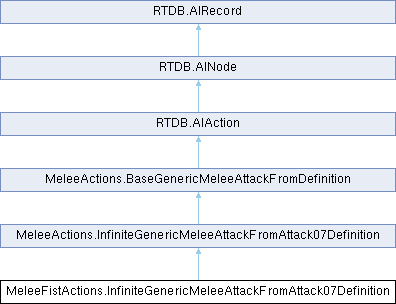 RTDB.AIRecord
RTDB.AINode
RTDB.AIAction
MeleeActions.BaseGenericMeleeAttackFromDefinition
MeleeActions.InfiniteGenericMeleeAttackFromAttack07Definition
MeleeFistActions.InfiniteGenericMeleeAttackFromAttack07Definition